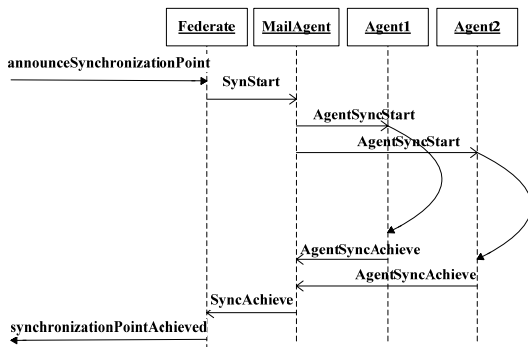 Federate
MailAgent
Agent1
Agent2
announceSynchronizationPoint
SynStart
AgentSyncStart
AgentSyncStart
AgentSyncAchieve
AgentSyncAchieve
SyncAchieve
synchronizationPointAchieved